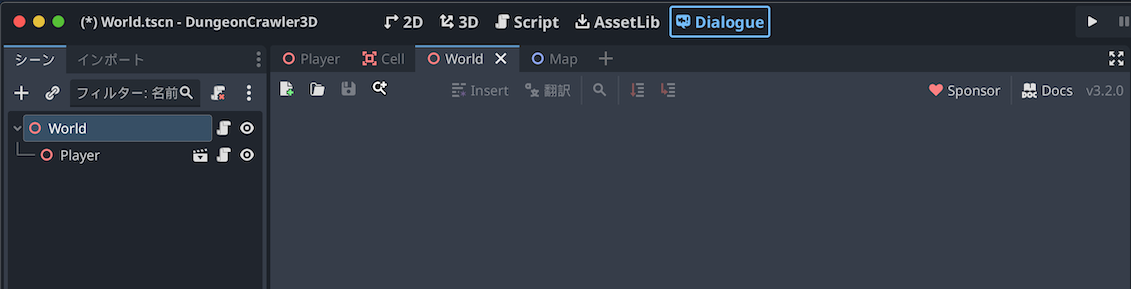 (*) World.tscn - DungeonCrawler3D 2D 3D Script AssetLib Dialogue
シーン インポート Player Cell World Map
フィルター: 名前 Insert 翻訳 Sponsor DOC Docs v3.2.0
World
Player